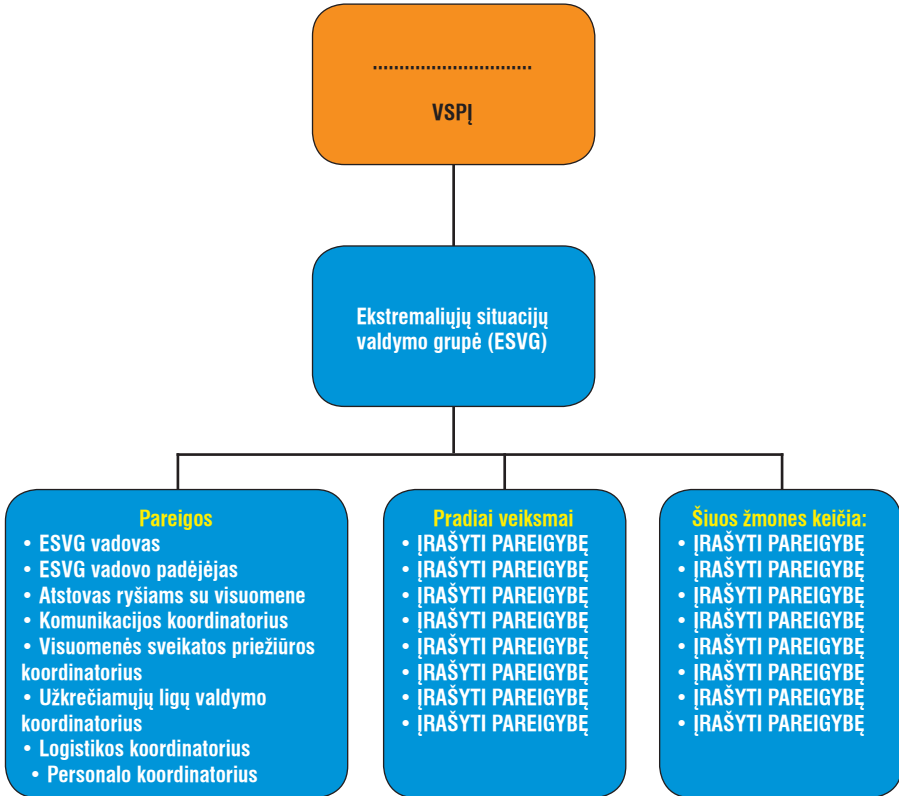 ...............................
VSPĮ
Ekstremaliųjų situacijų
valdymo grupė (ESVG)
Pareigos
• ESVG vadovas
• ESVG vadovo padėjėjas
• Atstovas ryšiams su visuomene
• Komunikacijos koordinatorius
• Visuomenės sveikatos priežiūros
koordinatorius
• Užkrečiamųjų ligų valdymo
koordinatorius
• Logistikos koordinatorius
• Personalo koordinatorius
Pradiai veiksmai
• ĮRAŠYTI PAREIGYBĘ
• ĮRAŠYTI PAREIGYBĘ
• ĮRAŠYTI PAREIGYBĘ
• ĮRAŠYTI PAREIGYBĘ
• ĮRAŠYTI PAREIGYBĘ
• ĮRAŠYTI PAREIGYBĘ
• ĮRAŠYTI PAREIGYBĘ
• ĮRAŠYTI PAREIGYBĘ
Šiuos žmones keičia:
• ĮRAŠYTI PAREIGYBĘ
• ĮRAŠYTI PAREIGYBĘ
• ĮRAŠYTI PAREIGYBĘ
• ĮRAŠYTI PAREIGYBĘ
• ĮRAŠYTI PAREIGYBĘ
• ĮRAŠYTI PAREIGYBĘ
• ĮRAŠYTI PAREIGYBĘ
• ĮRAŠYTI PAREIGYBĘ